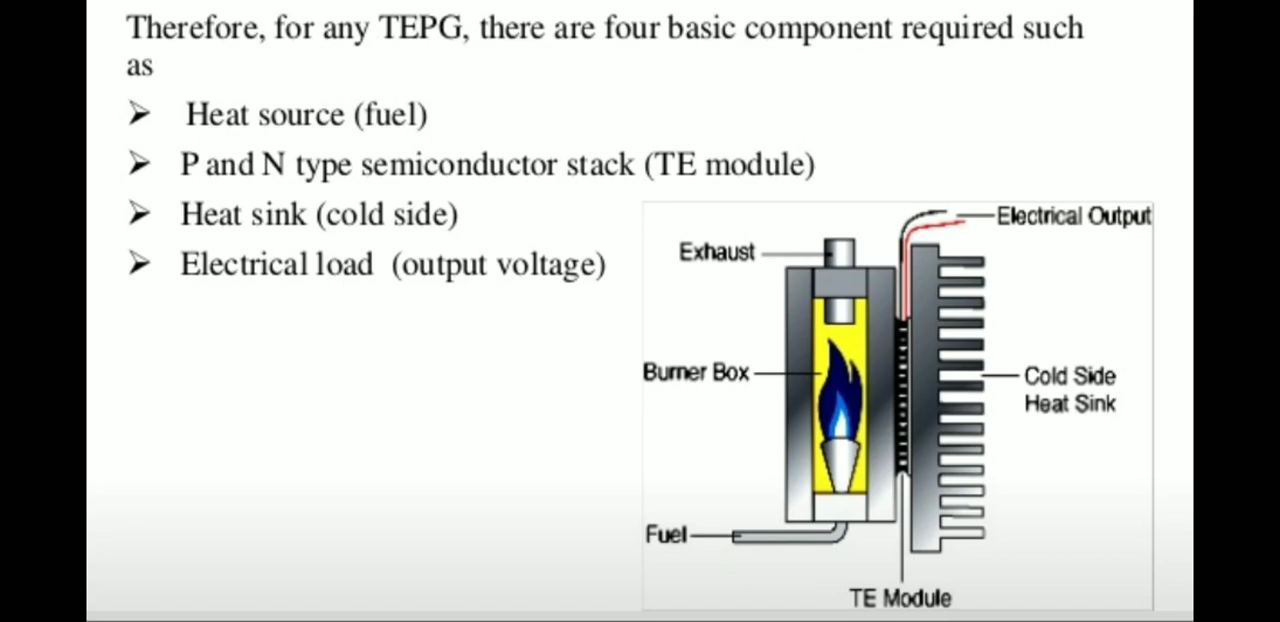 Therefore, for any TEPG, there are four basic component required such
as
➢ Heat source (fuel)
➢ P and N type semiconductor stack (TE module)
➢ Heat sink (cold side)
➢ Electrical load (output voltage)
Electrical Output
Exhaust
Burner Box
Cold Side
Heat Sink
Fuel
TE Module